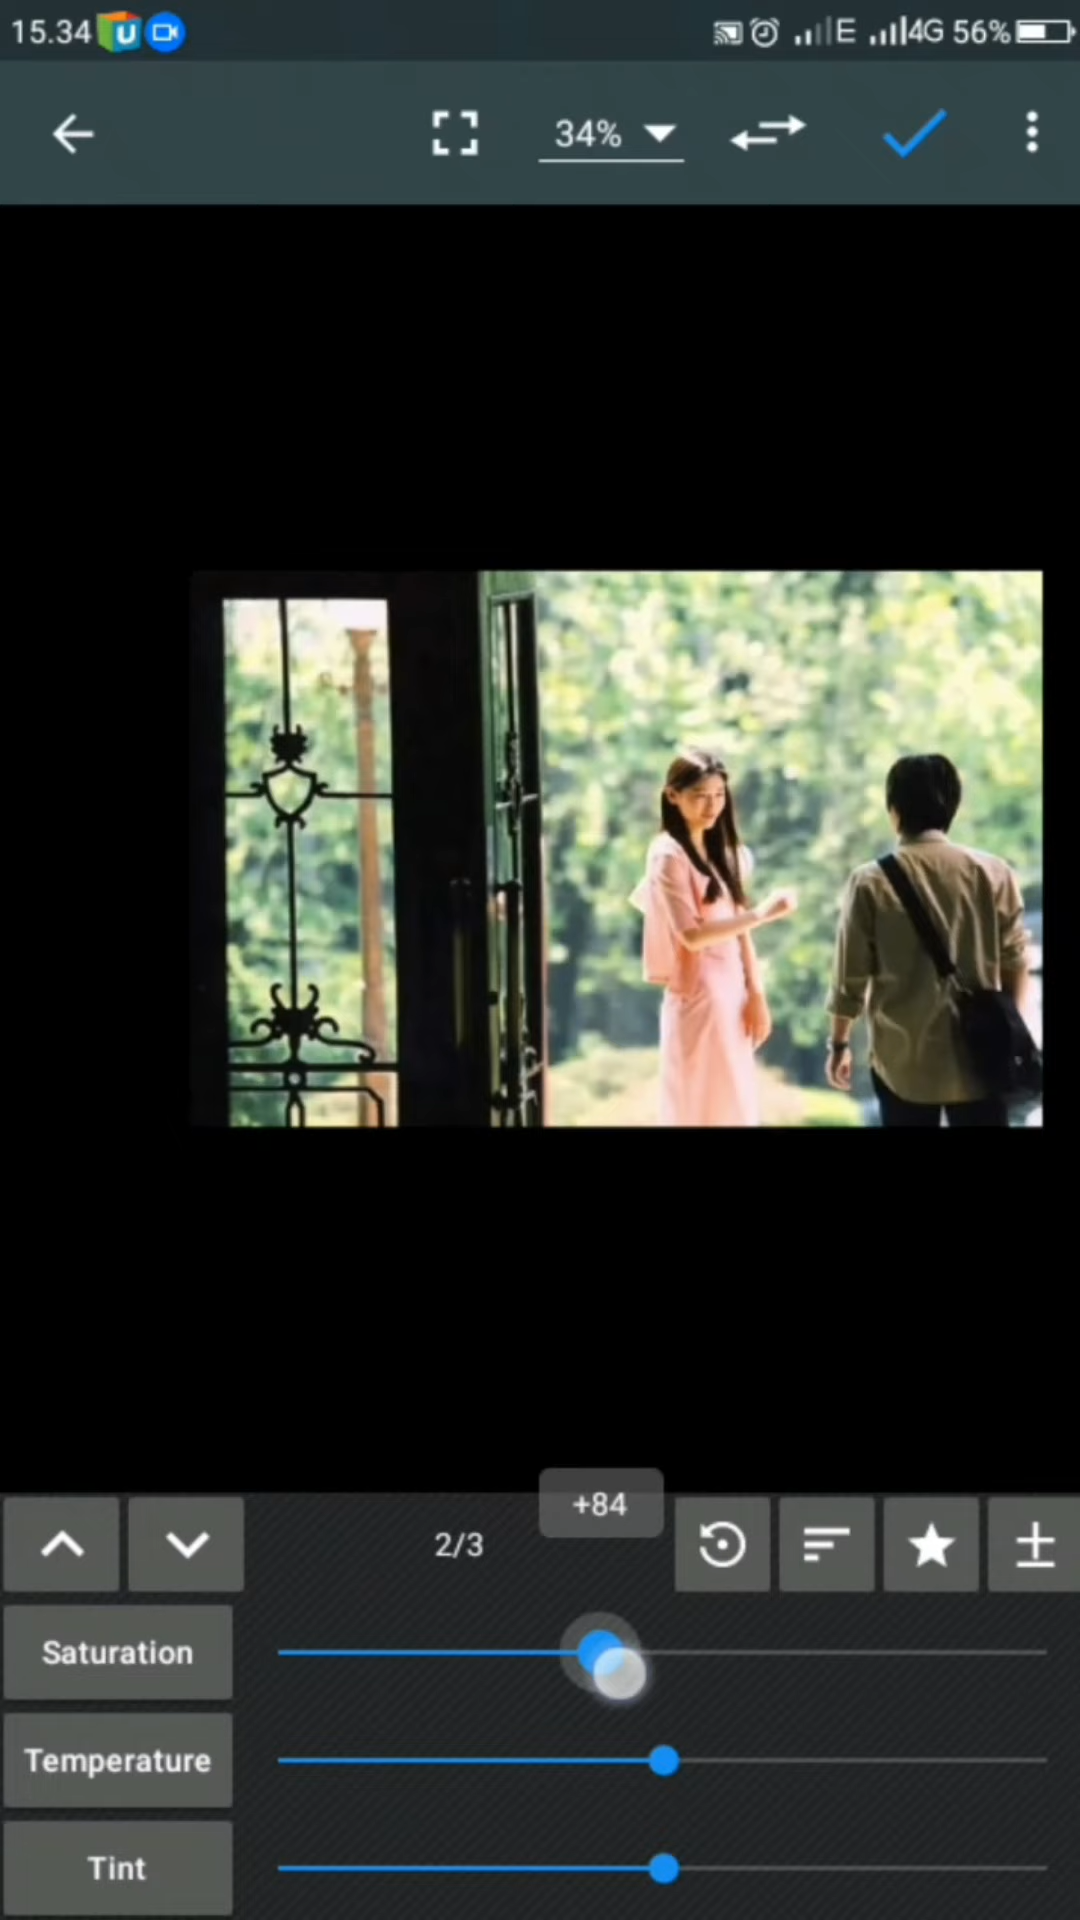 15.34 U E 4G 56%
34%
+84
2/3
Saturation
Temperature
Tint